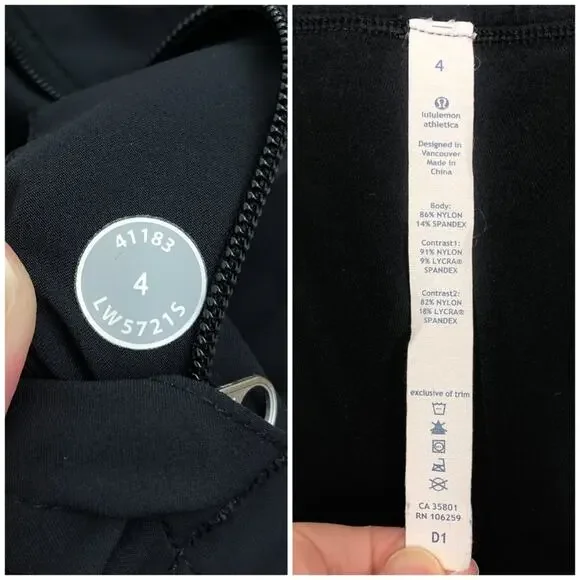 41183
4
LW5721S
4
lululemon
athletica
Designed in
Vancouver
Made in
China
Body:
86% NYLON
14% SPANDEX
Contrast1:
91% NYLON
9% LYCRA®
SPANDEX
Contrast2:
82% NYLON
18% LYCRA®
SPANDEX
exclusive of trim
CA 35801
RN 106259
D1